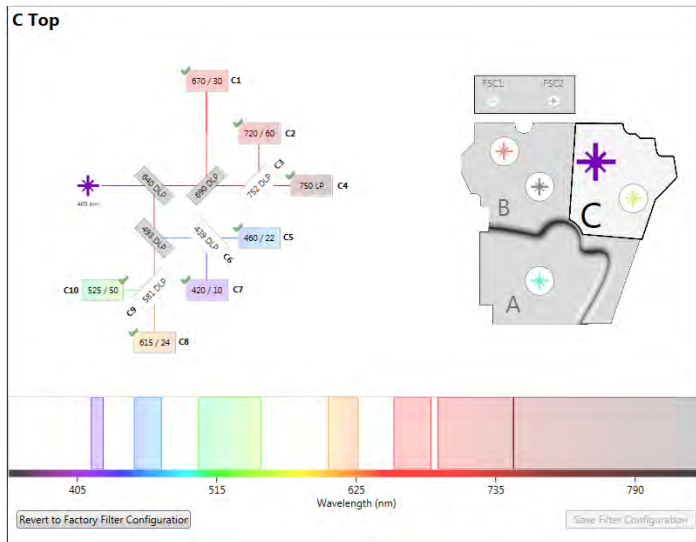 C Top
670 / 30
C1
FSC1
FSC2
720 / 60
C2
C3
640 DLP
690 DLP
752 DLP
750 LP
C4
405 nm
B
C
493 DLP
439 DLP
460 / 22
C5
C6
C10
525 / 50
581 DLP
420 / 10
C7
C9
A
615 / 24
C8
405
515
625
735
790
Wavelength (nm)
Revert to Factory Filter Configuration
Save Filter Configuration